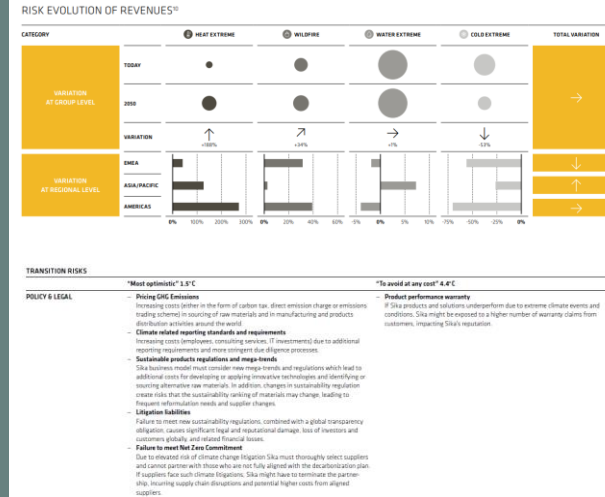 RISK EVOLUTION OF REVENUES¹⁰
CATEGORY HEAT EXTREME WILDFIRE WATER EXTREME COLD EXTREME TOTAL VARIATION
VARIATION
AT GROUP LEVEL
TODAY
2050
VARIATION
+34% +1%
VARIATION
AT REGIONAL LEVEL
EMEA
ASIA/PACIFIC
AMERICAS
0% 100% 200% 300% 0% 20% 40% 60% -5% 0% 5% 10% -75% -50% -25% 0%
TRANSITION RISKS
"Most optimistic" 1.5°C "To avoid at any cost" 4.4°C
POLICY & LEGAL
– Pricing GHG Emissions
Increasing costs (either in the form of carbon tax, direct emission charge or emissions
trading scheme) in sourcing of raw materials and in manufacturing and products
distribution activities around the world.
– Climate related reporting standards and requirements
Increasing costs (employees, consulting services, IT investments) due to additional
reporting requirements and more stringent due diligence processes.
– Sustainable products regulations and mega-trends
Sika business model must consider new mega-trends and regulations which lead to
additional costs for developing or applying innovative technologies and identifying or
sourcing alternative raw materials. In addition, changes in sustainability regulation
create risks that the sustainability ranking of materials may change, leading to
frequent reformulation needs and supplier changes.
– Litigation liabilities
Failure to meet new sustainability regulations, combined with a global transparency
obligation, causes significant legal and reputational damage, loss of investors and
customers globally, and related financial losses.
– Failure to meet Net Zero Commitment
Due to elevated risk of climate change litigation Sika must thoroughly select suppliers
and cannot partner with those who are not fully aligned with the decarbonization plan.
If suppliers face such climate litigations, Sika might have to terminate the partner-
ship, incurring supply chain disruptions and potential higher costs from aligned
suppliers.
– Product performance warranty
If Sika products and solutions underperform due to extreme climate events and
conditions, Sika might be exposed to a higher number of warranty claims from
customers, impacting Sika's reputation.